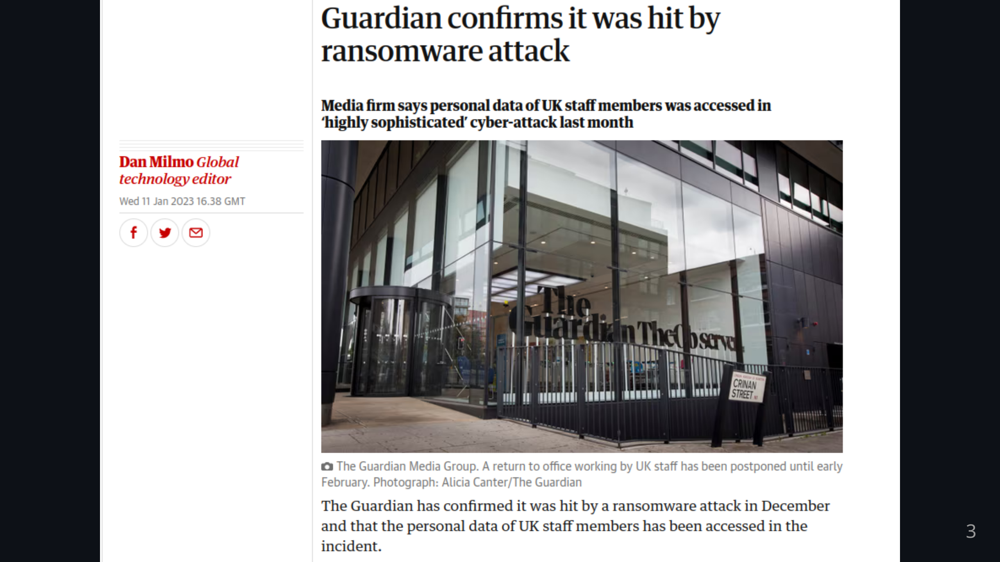 Guardian confirms it was hit by
ransomware attack
Media firm says personal data of UK staff members was accessed in
‘highly sophisticated’ cyber-attack last month
Dan Milmo Global
technology editor
Wed 11 Jan 2023 16.38 GMT
The
Guardian The Observer
CRINAN
STREET
The Guardian Media Group. A return to office working by UK staff has been postponed until early
February. Photograph: Alicia Canter/The Guardian
The Guardian has confirmed it was hit by a ransomware attack in December
and that the personal data of UK staff members has been accessed in the
incident.
3